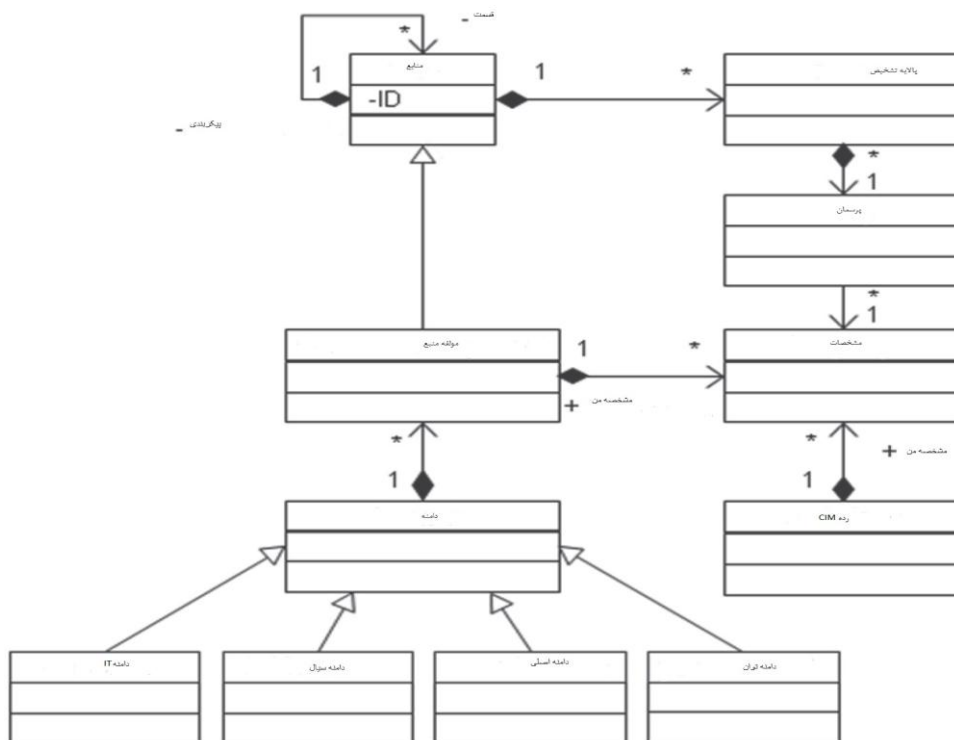 قسمت -
*
منابع
پالایه تشخیص
1
1
*
-ID
پیکربندی -
*
1
پرسمان
*
1
مولفه منبع
مشخصات
1
*
مشخصه من +
*
*
مشخصه من +
1
1
دامنه
رده CIM
دامنه IT
دامنه سیال
دامنه اصلی
دامنه توان